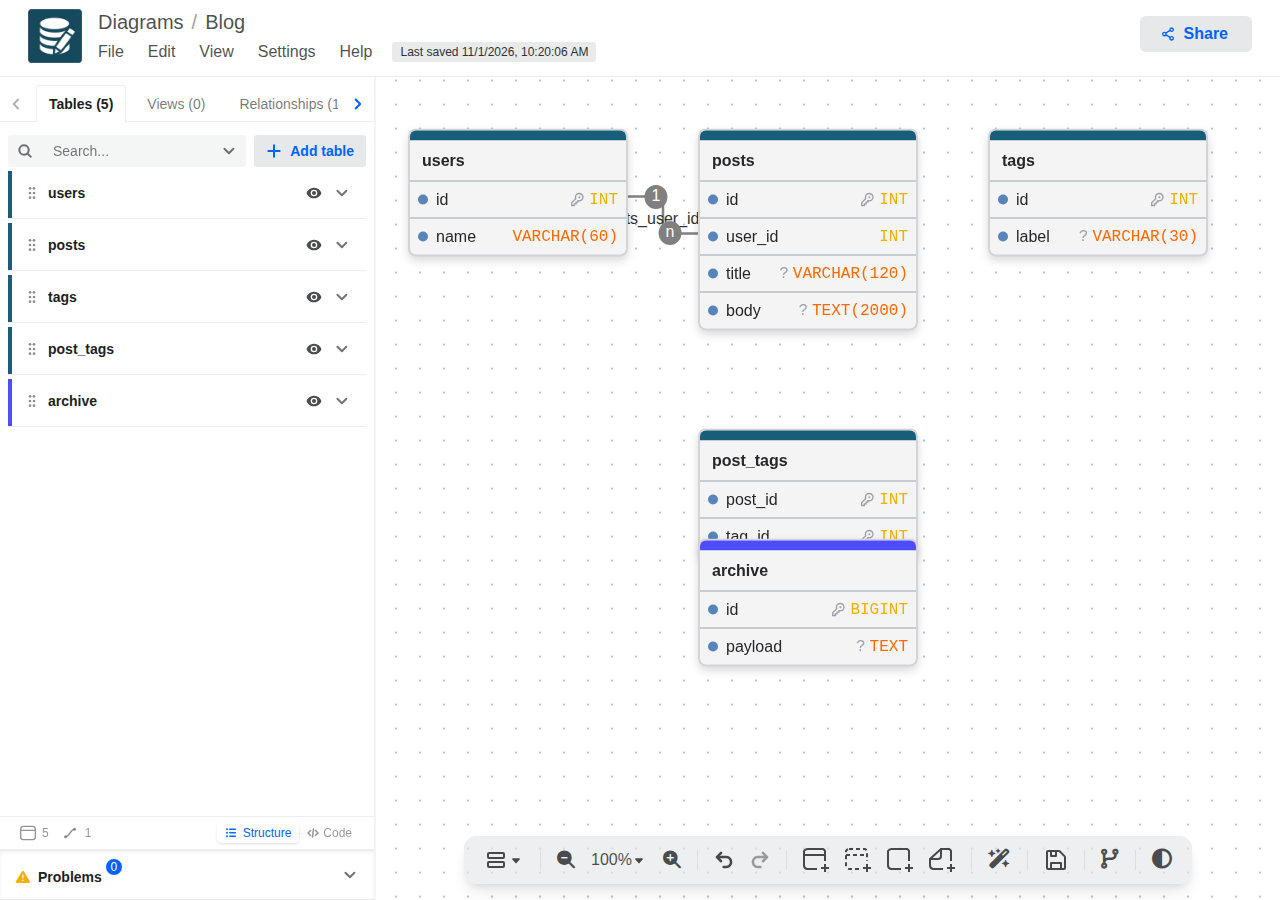 Diagrams / Blog
File Edit View Settings Help Last saved 11/1/2026, 10:20:06 AM
Share
Tables (5) Views (0) Relationships (1
Search... Add table
users
posts
tags
post_tags
archive
5 1 Structure Code
Problems 0
users
id INT
name VARCHAR(60)
1
ts_user_id
n
posts
id INT
user_id INT
title ? VARCHAR(120)
body ? TEXT(2000)
tags
id INT
label ? VARCHAR(30)
post_tags
post_id INT
tag_id INT
archive
id BIGINT
payload ? TEXT
100%